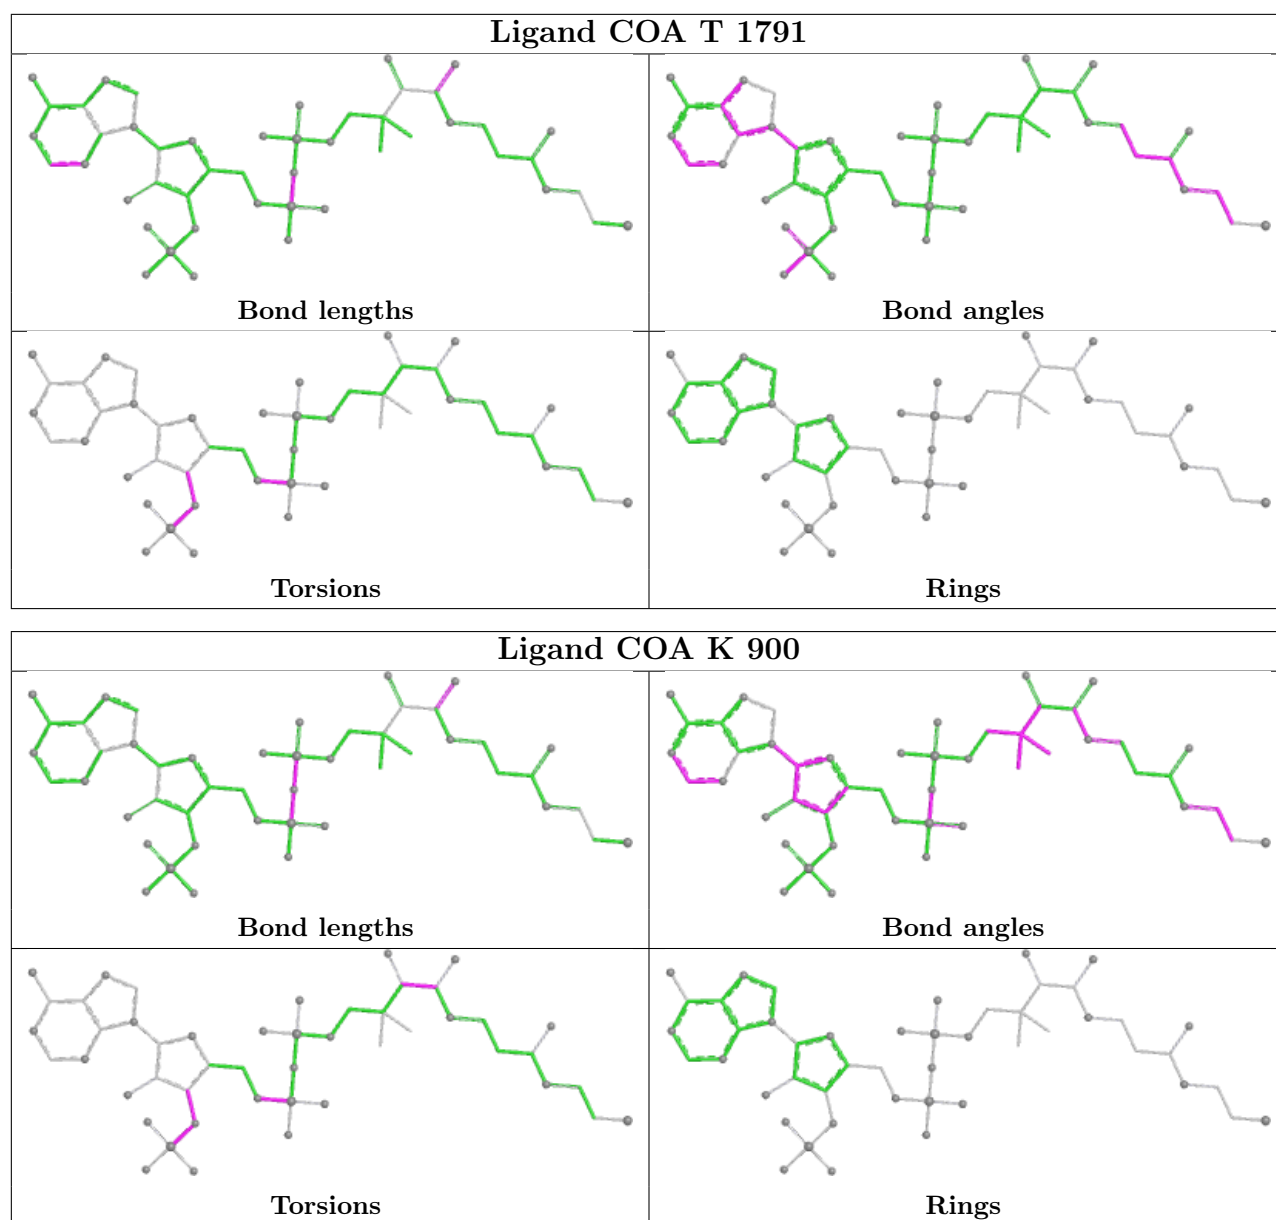 Ligand COA T 1791
Bond lengths
Bond angles
Torsions
Rings
Ligand COA K 900
Bond lengths
Bond angles
Torsions
Rings